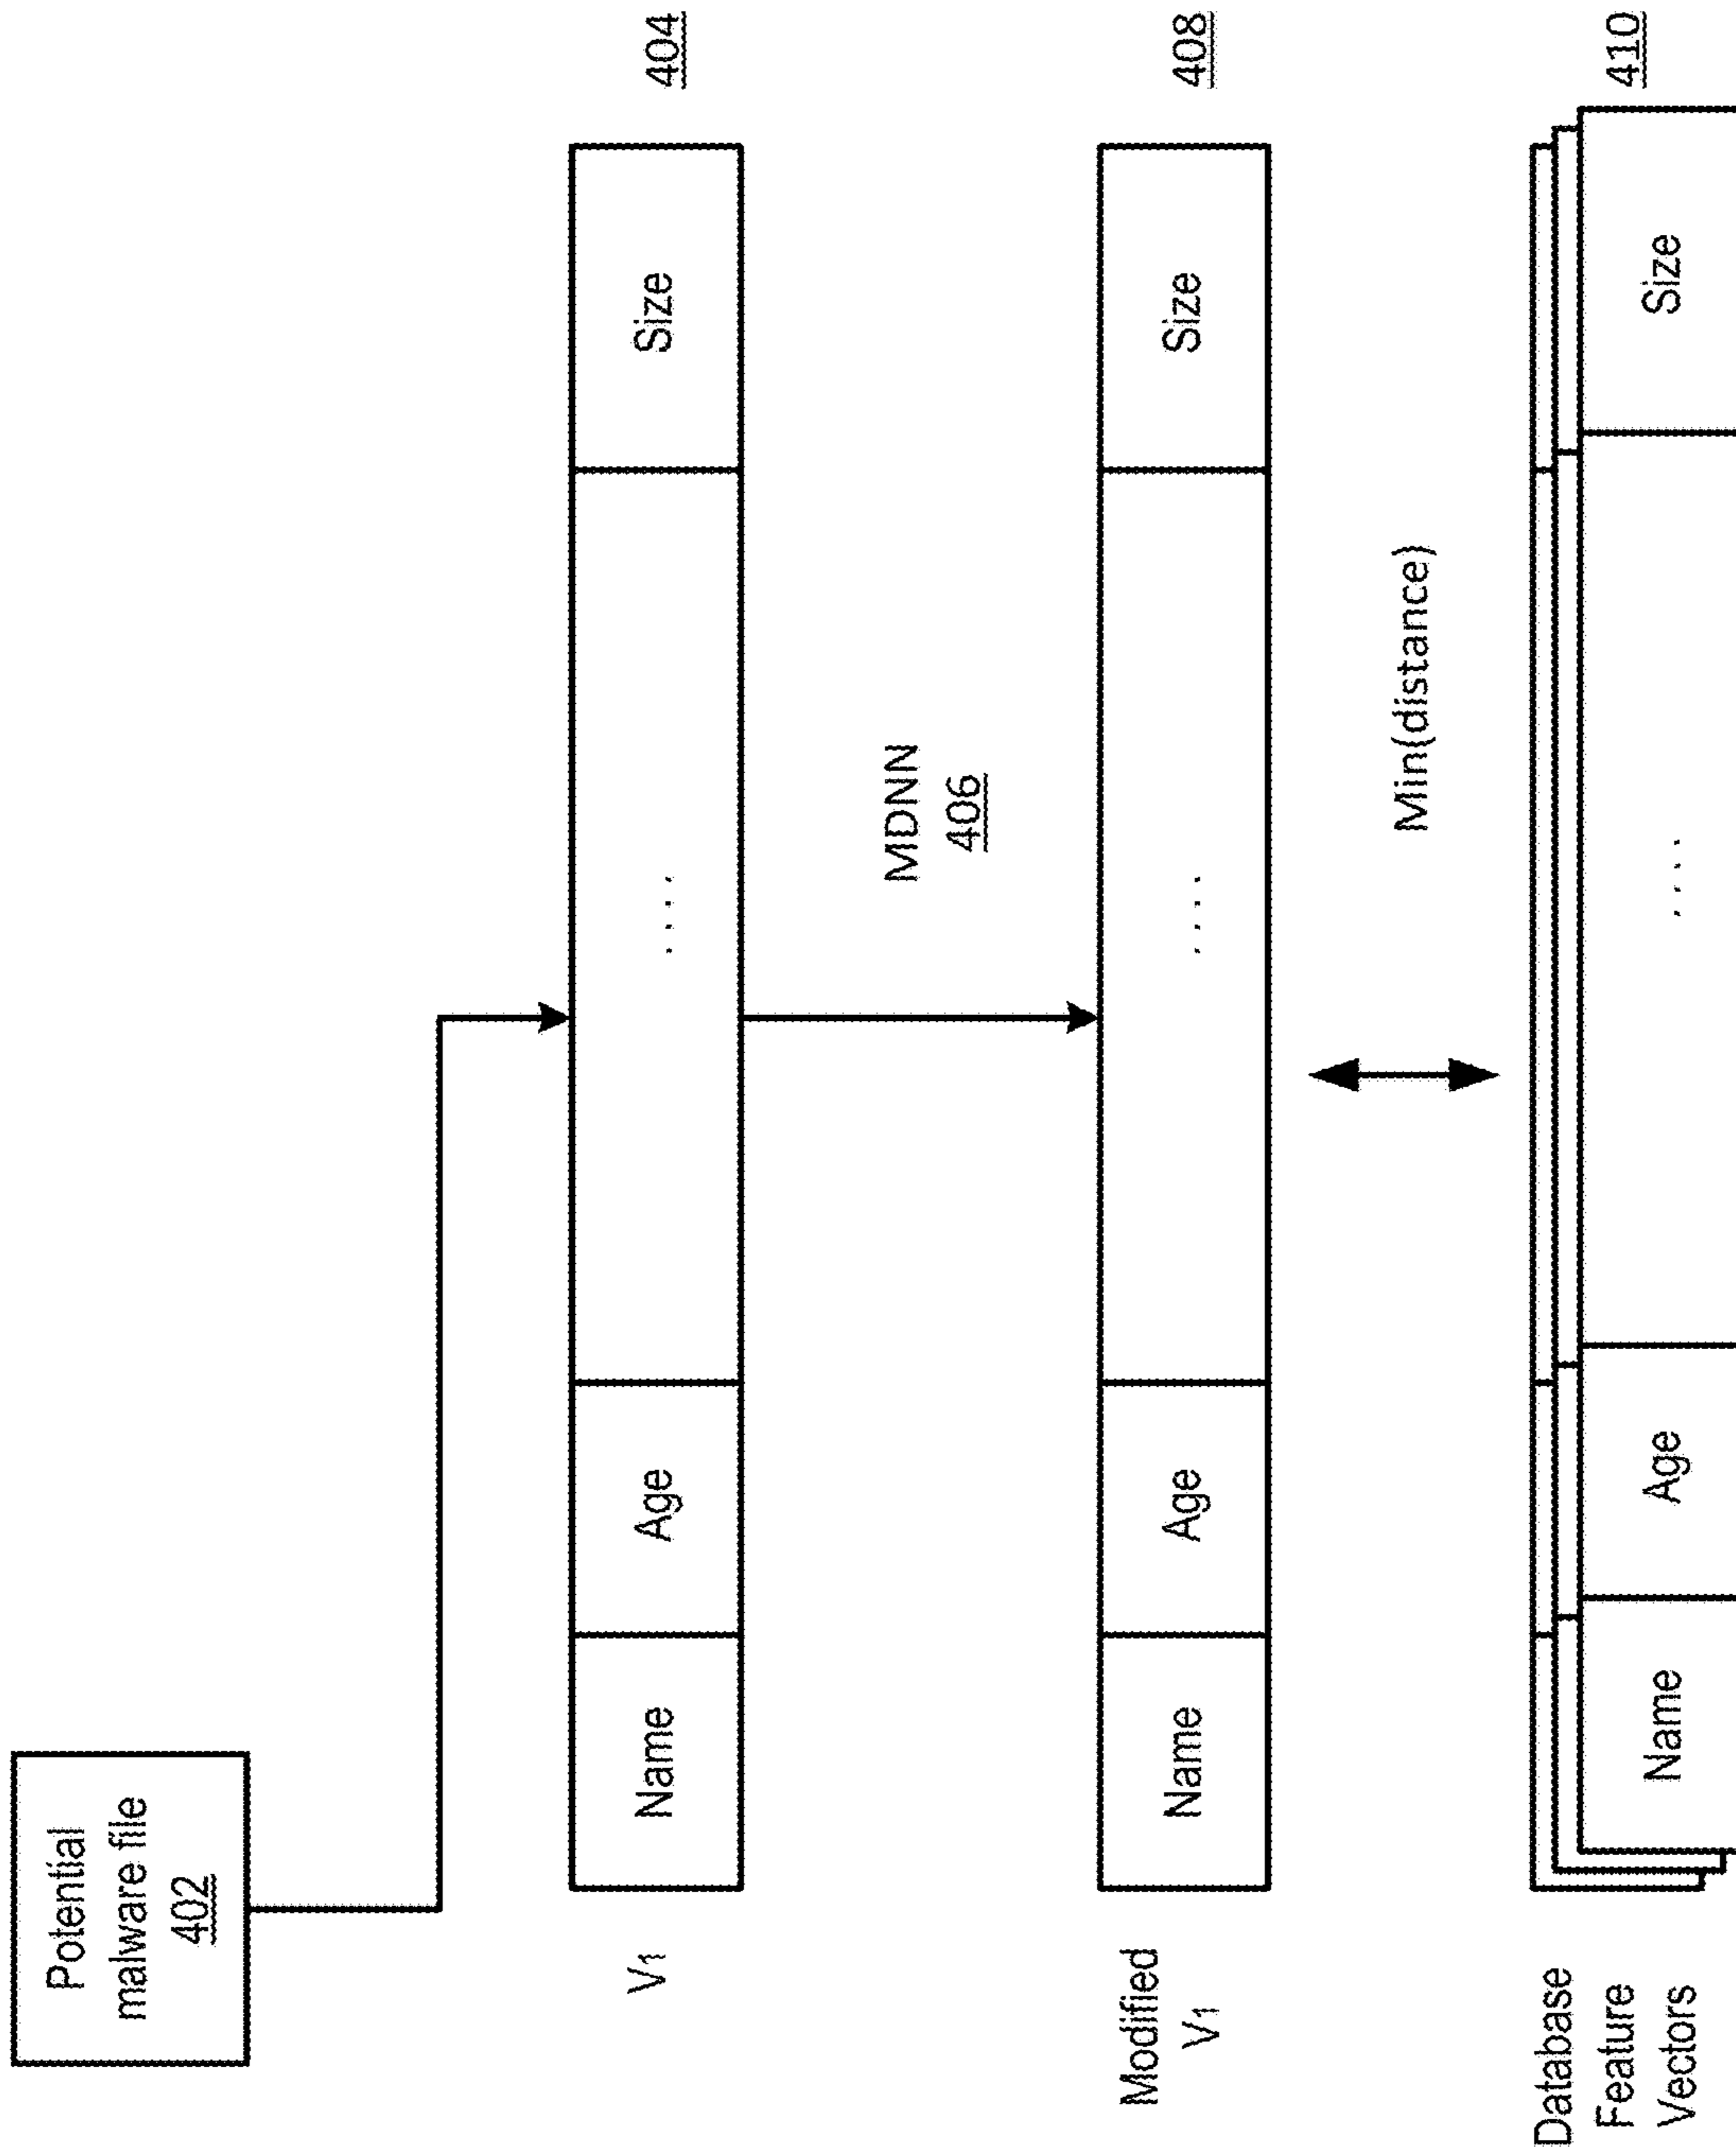 Potential
malware file
402
V₁
Name
Age
....
Size
404
MDNN
406
Modified
V₁
Name
Age
....
Size
408
Min(distance)
Database
Feature
Vectors
Name
Age
....
Size
410